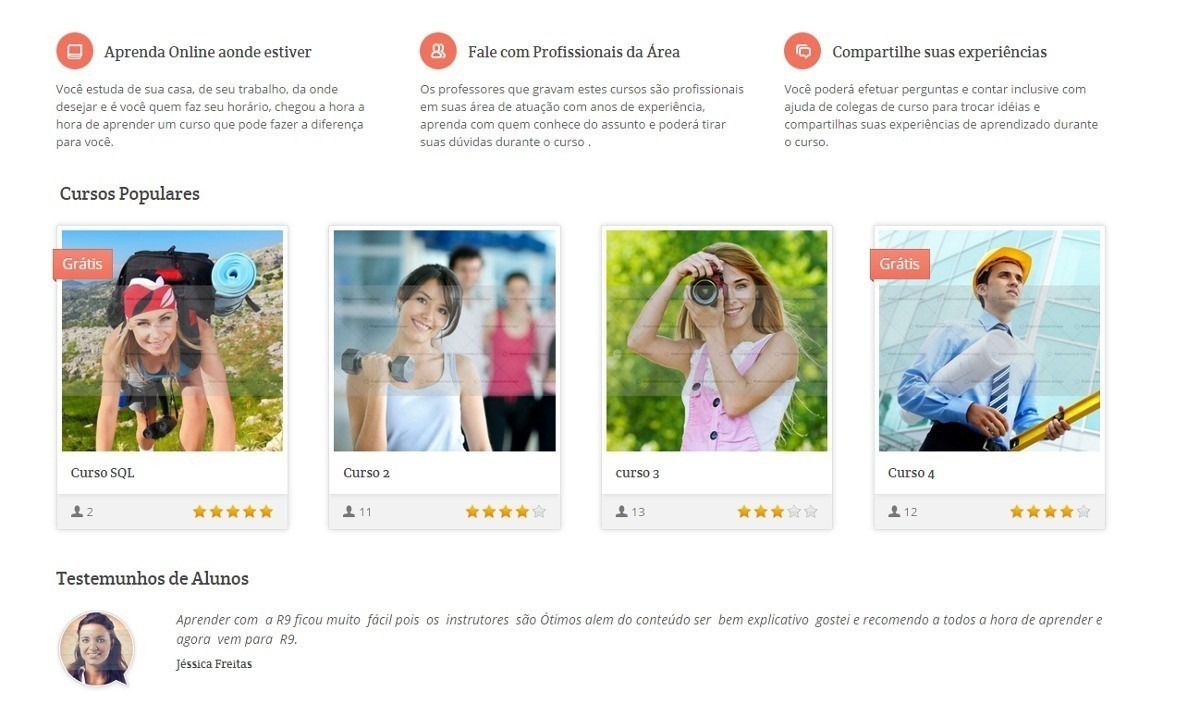 Aprenda Online aonde estiver
Você estuda de sua casa, de seu trabalho, da onde
desejar e é você quem faz seu horário, chegou a hora a
hora de aprender um curso que pode fazer a diferença
para você.
Fale com Profissionais da Área
Os professores que gravam estes cursos são profissionais
em suas área de atuação com anos de experiência,
aprenda com quem conhece do assunto e poderá tirar
suas dúvidas durante o curso .
Compartilhe suas experiências
Você poderá efetuar perguntas e contar inclusive com
ajuda de colegas de curso para trocar idéias e
compartilhas suas experiências de aprendizado durante
o curso.
Cursos Populares
Grátis
Curso SQL
2
Curso 2
11
curso 3
13
Grátis
Curso 4
12
Testemunhos de Alunos
Aprender com a R9 ficou muito fácil pois os instrutores são Ótimos alem do conteúdo ser bem explicativo gostei e recomendo a todos a hora de aprender e
agora vem para R9.
Jéssica Freitas